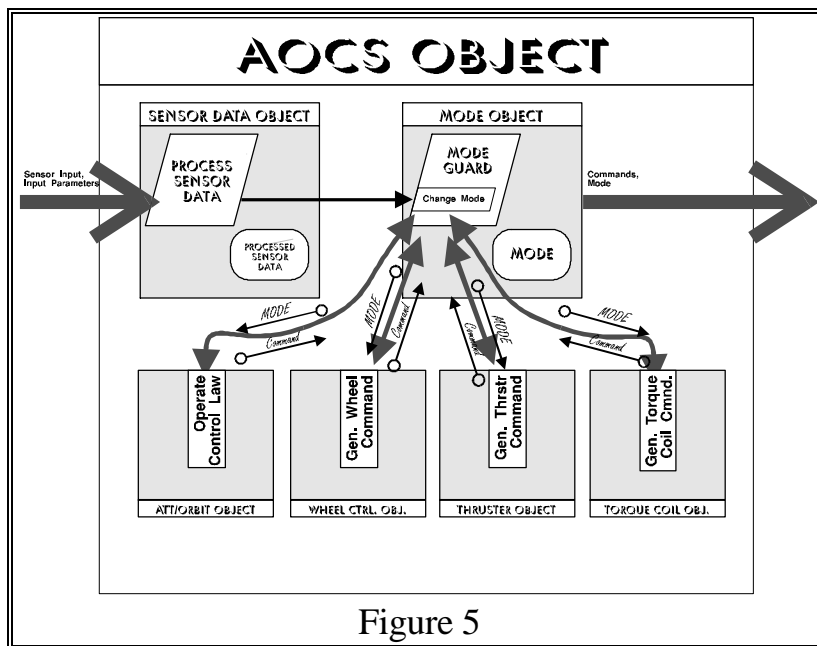 AOCS OBJECT
SENSOR DATA OBJECT
MODE OBJECT
PROCESS
SENSOR
DATA
MODE
GUARD
Change Mode
Sensor Input,
Input Parameters
Commands,
Mode
PROCESSED
SENSOR
DATA
MODE
MODE
Command
MODE
Command
Command
MODE
MODE
Command
Operate
Control Law
Gen. Wheel
Command
Gen. Thrstr
Command
Gen. Torque
Coil Cmnd.
ATT/ORBIT OBJECT
WHEEL CTRL. OBJ.
THRUSTER OBJECT
TORQUE COIL OBJ.
Figure 5